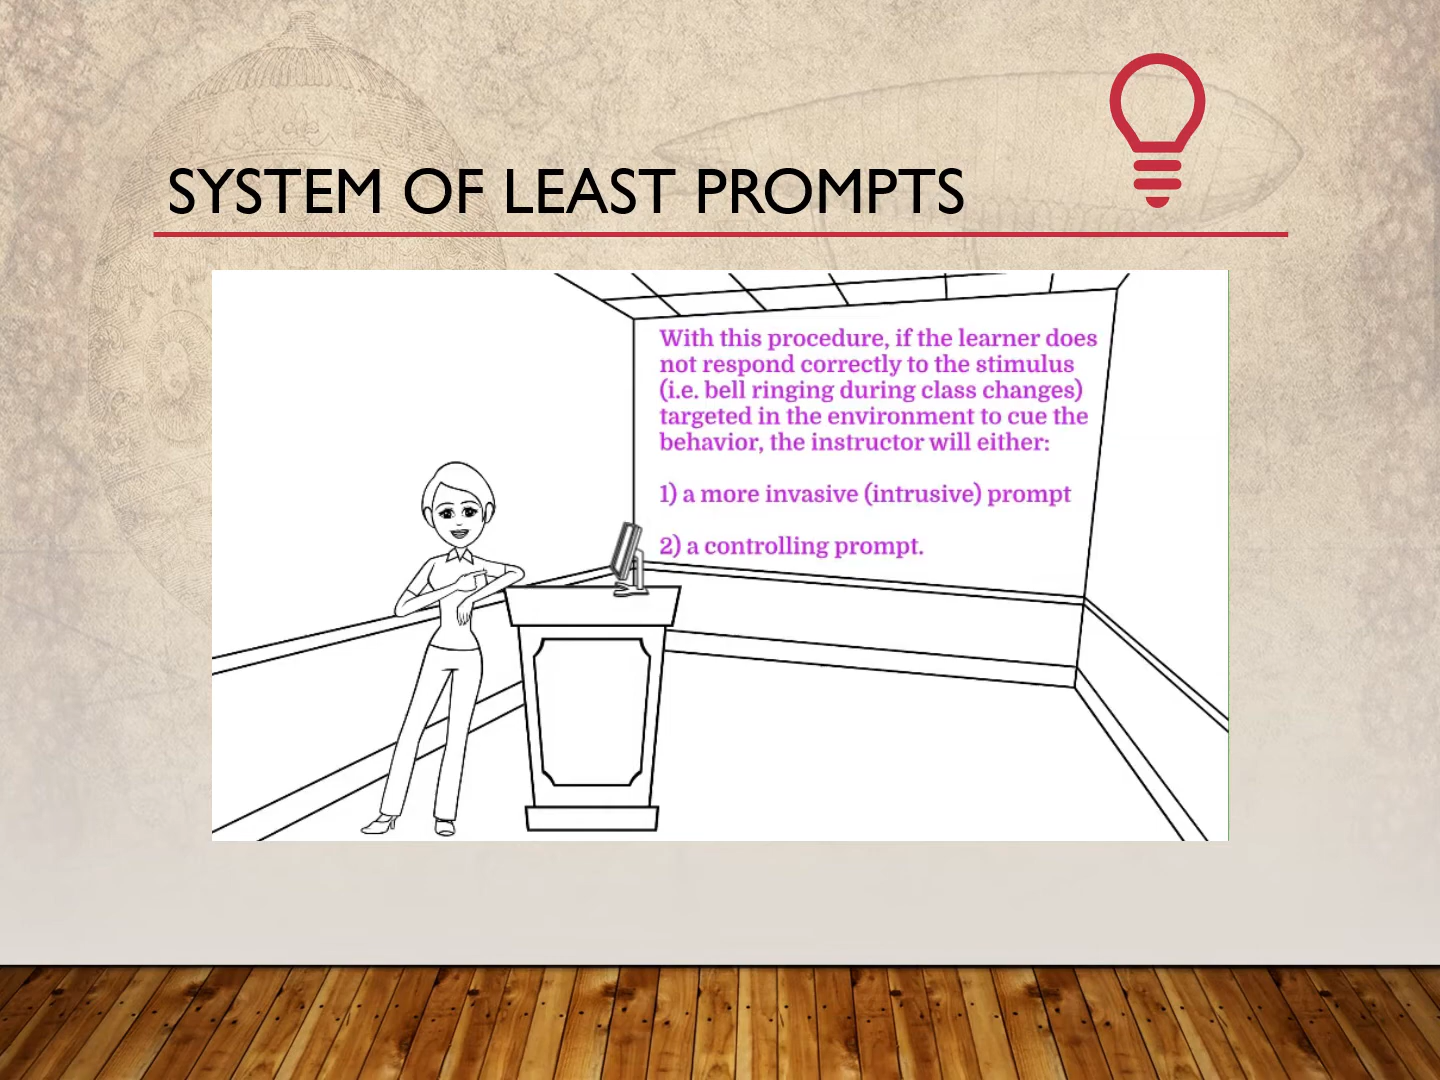 SYSTEM OF LEAST PROMPTS
With this procedure, if the learner does
not respond correctly to the stimulus
(i.e. bell ringing during class changes)
targeted in the environment to cue the
behavior, the instructor will either:
1) a more invasive (intrusive) prompt
2) a controlling prompt.